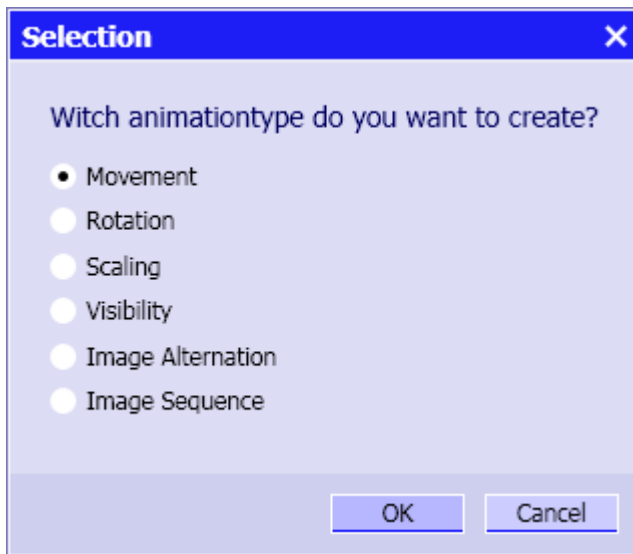 Selection
Witch animationtype do you want to create?
Movement
Rotation
Scaling
Visibility
Image Alternation
Image Sequence
OK Cancel